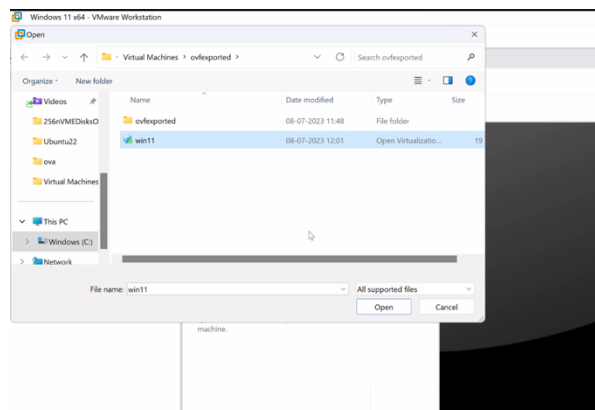 Windows 11 x64 - VMware Workstation
Open
Virtual Machines › ovfexported ›
Search ovfexported
Organize
New folder
Name
Date modified
Type
Size
Videos
256nVMEDisksO
Ubuntu22
ova
Virtual Machines
This PC
Windows (C:)
Network
ovfexported
08-07-2023 11:48
File folder
win11
08-07-2023 12:01
Open Virtualizatio...
19
File name:
win11
All supported files
Open
Cancel
machine.